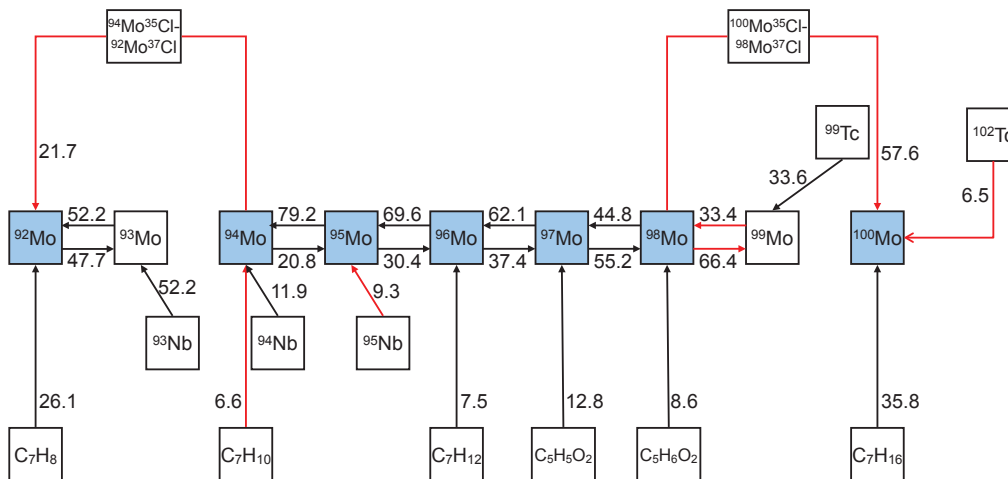 ⁹⁴Mo³⁵Cl-
⁹²Mo³⁷Cl
¹⁰⁰Mo³⁵Cl-
⁹⁸Mo³⁷Cl
⁹⁹Tc
¹⁰²Tc
21.7
57.6
33.6
6.5
52.2
79.2
69.6
62.1
44.8
33.4
⁹²Mo
⁹³Mo
⁹⁴Mo
⁹⁵Mo
⁹⁶Mo
⁹⁷Mo
⁹⁸Mo
⁹⁹Mo
¹⁰⁰Mo
47.7
20.8
30.4
37.4
55.2
66.4
52.2
11.9
9.3
⁹³Nb
⁹⁴Nb
⁹⁵Nb
26.1
6.6
7.5
12.8
8.6
35.8
C₇H₈
C₇H₁₀
C₇H₁₂
C₅H₅O₂
C₅H₆O₂
C₇H₁₆